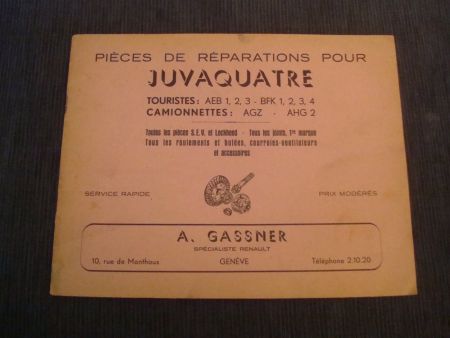 PIÈCES DE RÉPARATIONS POUR
JUVAQUATRE
TOURISTES: AEB 1, 2, 3 - BFK 1, 2, 3, 4
CAMIONNETTES: AGZ - AHG 2
Toutes les pièces S.E.V. et Lockheed - Tous les joints, 1re marque
Tous les roulements et butées, courroies-ventilateurs
et accessoires
SERVICE RAPIDE PRIX MODÉRÉS
A. GASSNER
SPÉCIALISTE RENAULT
10, rue de Monthoux GENÈVE Téléphone 2.10.20